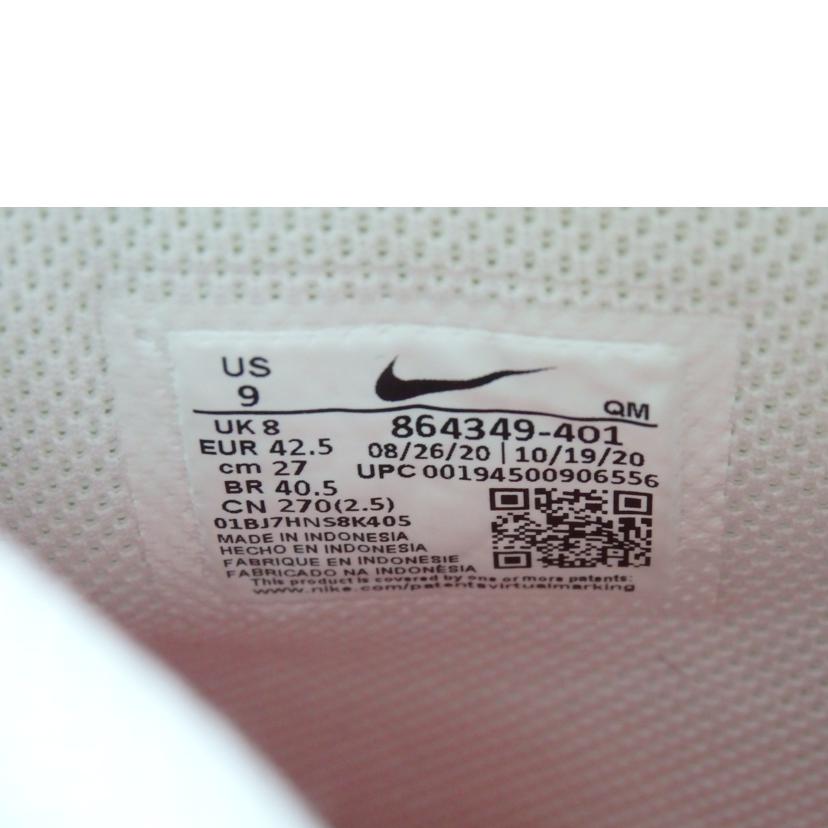 US
9
QM
UK 8
864349-401
EUR 42.5
08/26/20 | 10/19/20
cm 27
UPC 00194500906556
BR 40.5
CN 270(2.5)
01BJ7HNS8K405
MADE IN INDONESIA
HECHO EN INDONESIA
FABRIQUE EN INDONESIE
FABRICADO NA INDONÉSIA
This product is covered by one or more patents:
www.nike.com/patentsvirtualmarking